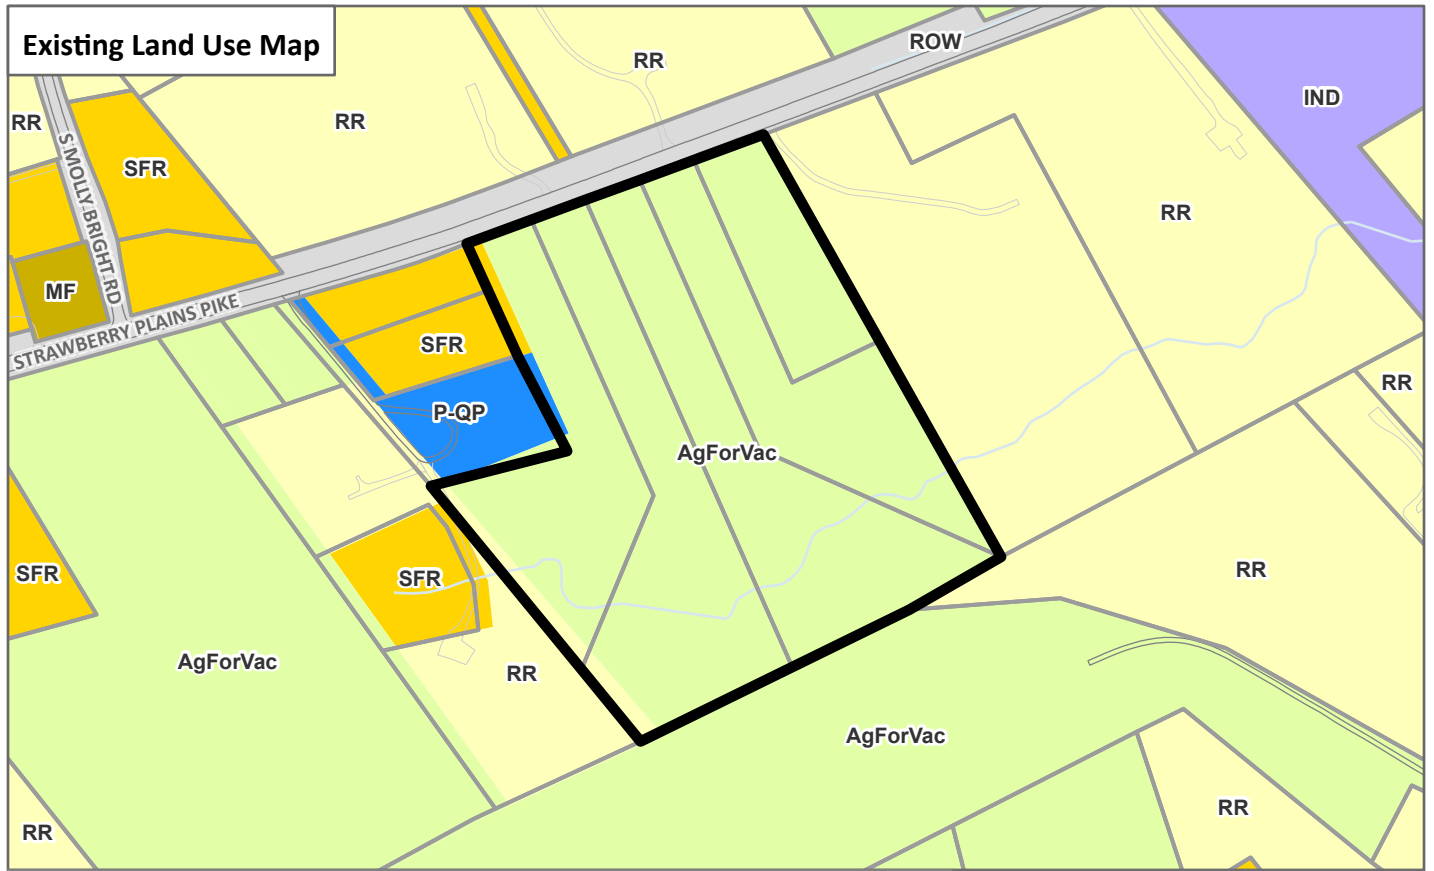 Existing Land Use Map
ROW
RR
IND
RR
RR
SFR
S MOLLY BRIGHT RD
RR
MF
STRAWBERRY PLAINS PIKE
SFR
RR
P-QP
AgForVac
SFR
SFR
RR
AgForVac
RR
AgForVac
RR
RR